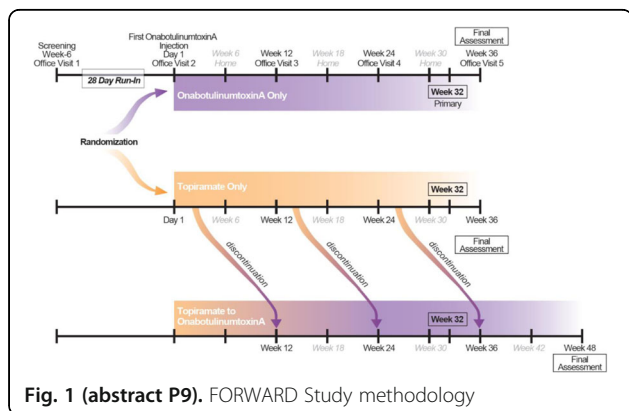 First OnabotulinumtoxinA
Injection
Final
Assessment
Screening
Week-6
Office Visit 1
Day 1
Office Visit 2
Week 6
Home
Week 12
Office Visit 3
Week 18
Home
Week 24
Office Visit 4
Week 30
Home
Week 36
Office Visit 5
28 Day Run-In
OnabotulinumtoxinA Only
Week 32
Primary
Randomization
Topiramate Only
Week 32
Day 1
Week 6
Week 12
Week 18
Week 24
Week 30
Week 36
Final
Assessment
discontinuation
discontinuation
discontinuation
Topiramate to
OnabotulinumtoxinA
Week 32
Week 12
Week 18
Week 24
Week 30
Week 36
Week 42
Week 48
Final
Assessment
Fig. 1 (abstract P9). FORWARD Study methodology